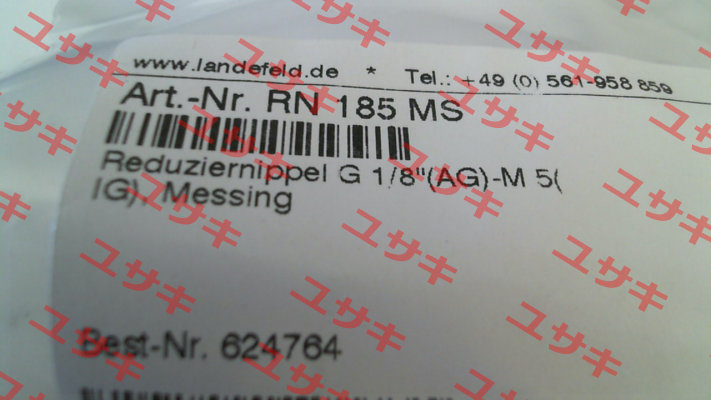 www.landefeld.de * Tel.: +49 (0) 561-958 859
Art.-Nr. RN 185 MS
Reduziernippel G 1/8"(AG)-M 5(
IG), Messing
Best-Nr. 624764
ユサキ